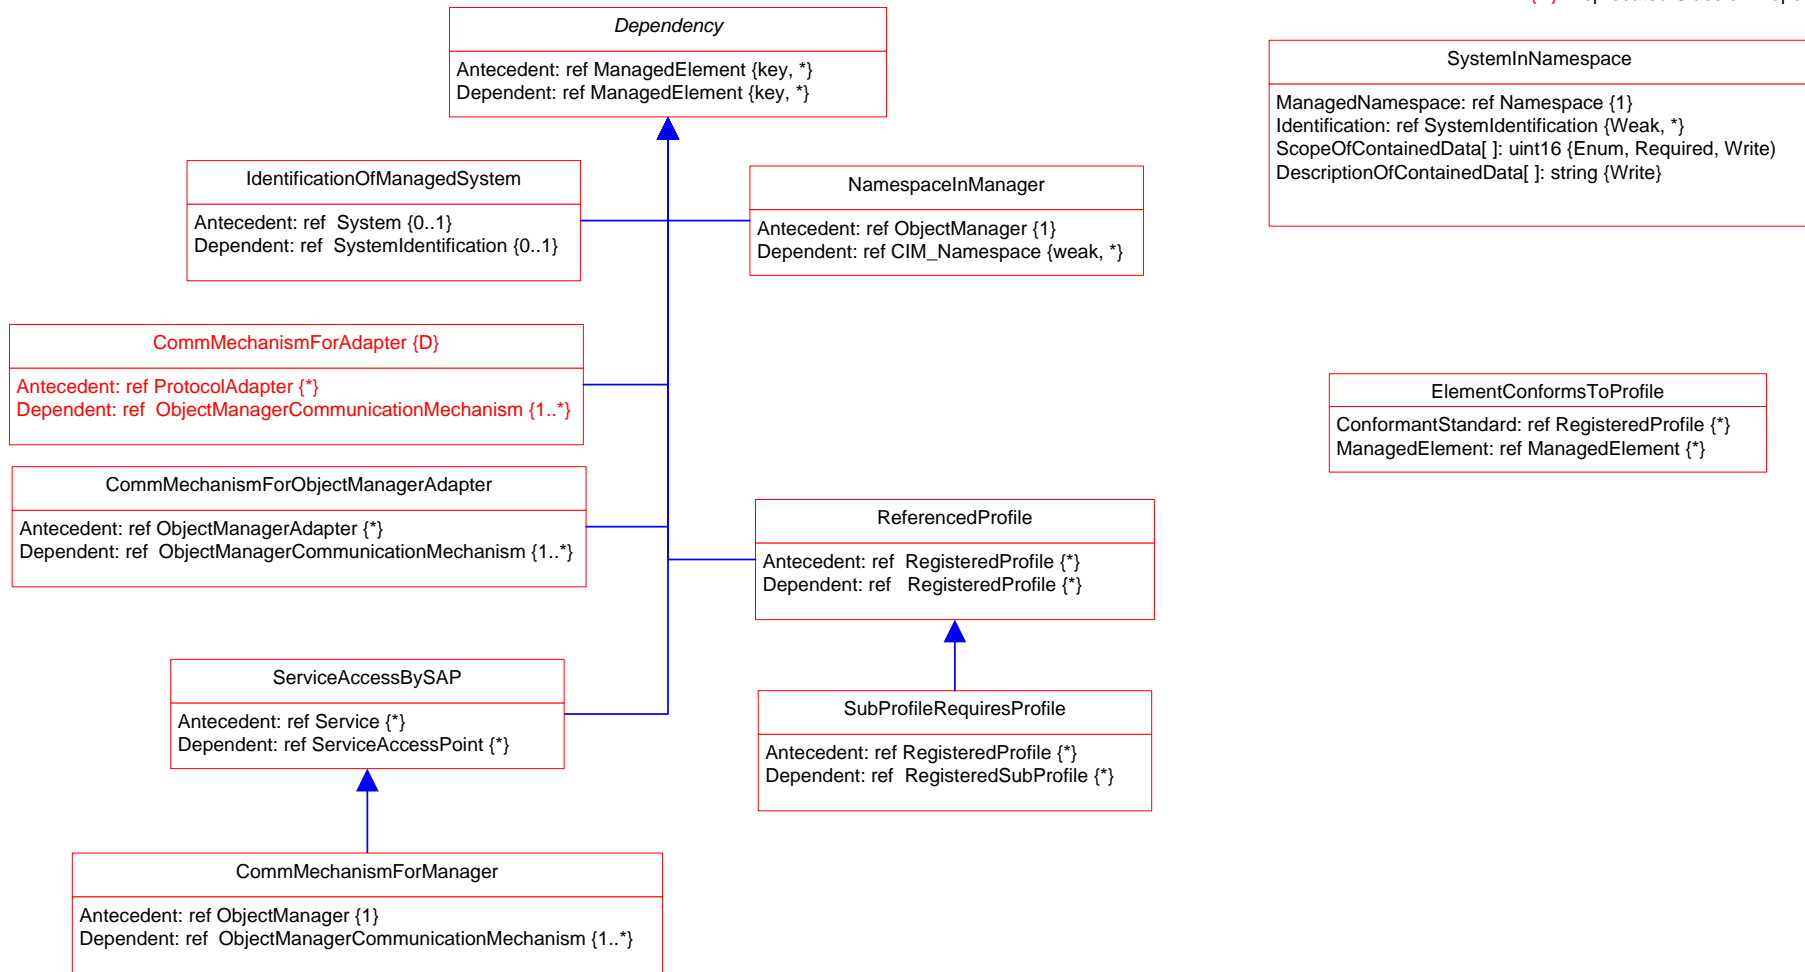 Dependency
Antecedent: ref ManagedElement {key, *}
Dependent: ref ManagedElement {key, *}
SystemInNamespace
ManagedNamespace: ref Namespace {1}
Identification: ref SystemIdentification {Weak, *}
ScopeOfContainedData[ ]: uint16 {Enum, Required, Write)
DescriptionOfContainedData[ ]: string {Write}
IdentificationOfManagedSystem
Antecedent: ref System {0..1}
Dependent: ref SystemIdentification {0..1}
NamespaceInManager
Antecedent: ref ObjectManager {1}
Dependent: ref CIM_Namespace {weak, *}
CommMechanismForAdapter {D}
Antecedent: ref ProtocolAdapter {*}
Dependent: ref ObjectManagerCommunicationMechanism {1..*}
ElementConformsToProfile
ConformantStandard: ref RegisteredProfile {*}
ManagedElement: ref ManagedElement {*}
CommMechanismForObjectManagerAdapter
Antecedent: ref ObjectManagerAdapter {*}
Dependent: ref ObjectManagerCommunicationMechanism {1..*}
ReferencedProfile
Antecedent: ref RegisteredProfile {*}
Dependent: ref RegisteredProfile {*}
ServiceAccessBySAP
Antecedent: ref Service {*}
Dependent: ref ServiceAccessPoint {*}
SubProfileRequiresProfile
Antecedent: ref RegisteredProfile {*}
Dependent: ref RegisteredSubProfile {*}
CommMechanismForManager
Antecedent: ref ObjectManager {1}
Dependent: ref ObjectManagerCommunicationMechanism {1..*}